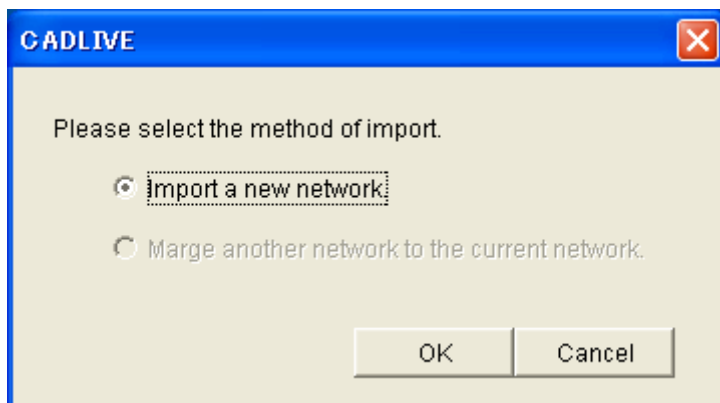 CADLIVE
Please select the method of import.
Import a new network
Marge another network to the current network.
OK
Cancel